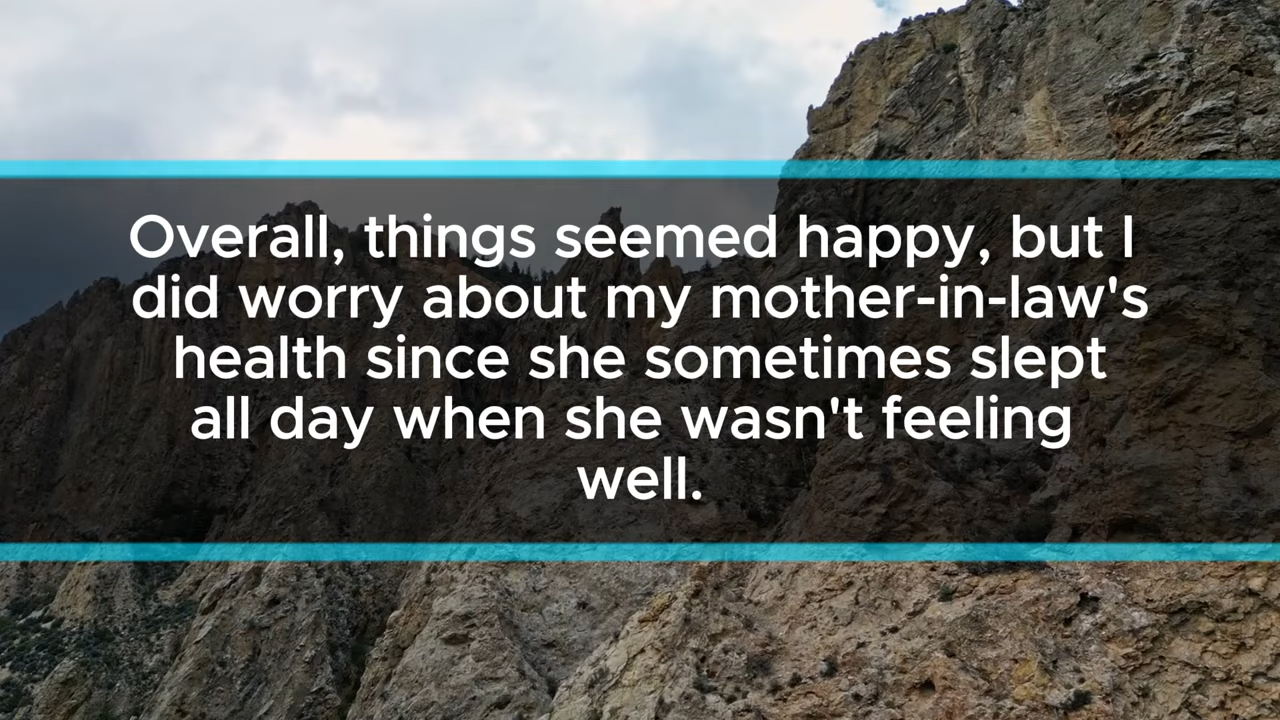 Overall, things seemed happy, but I
did worry about my mother-in-law's
health since she sometimes slept
all day when she wasn't feeling
well.